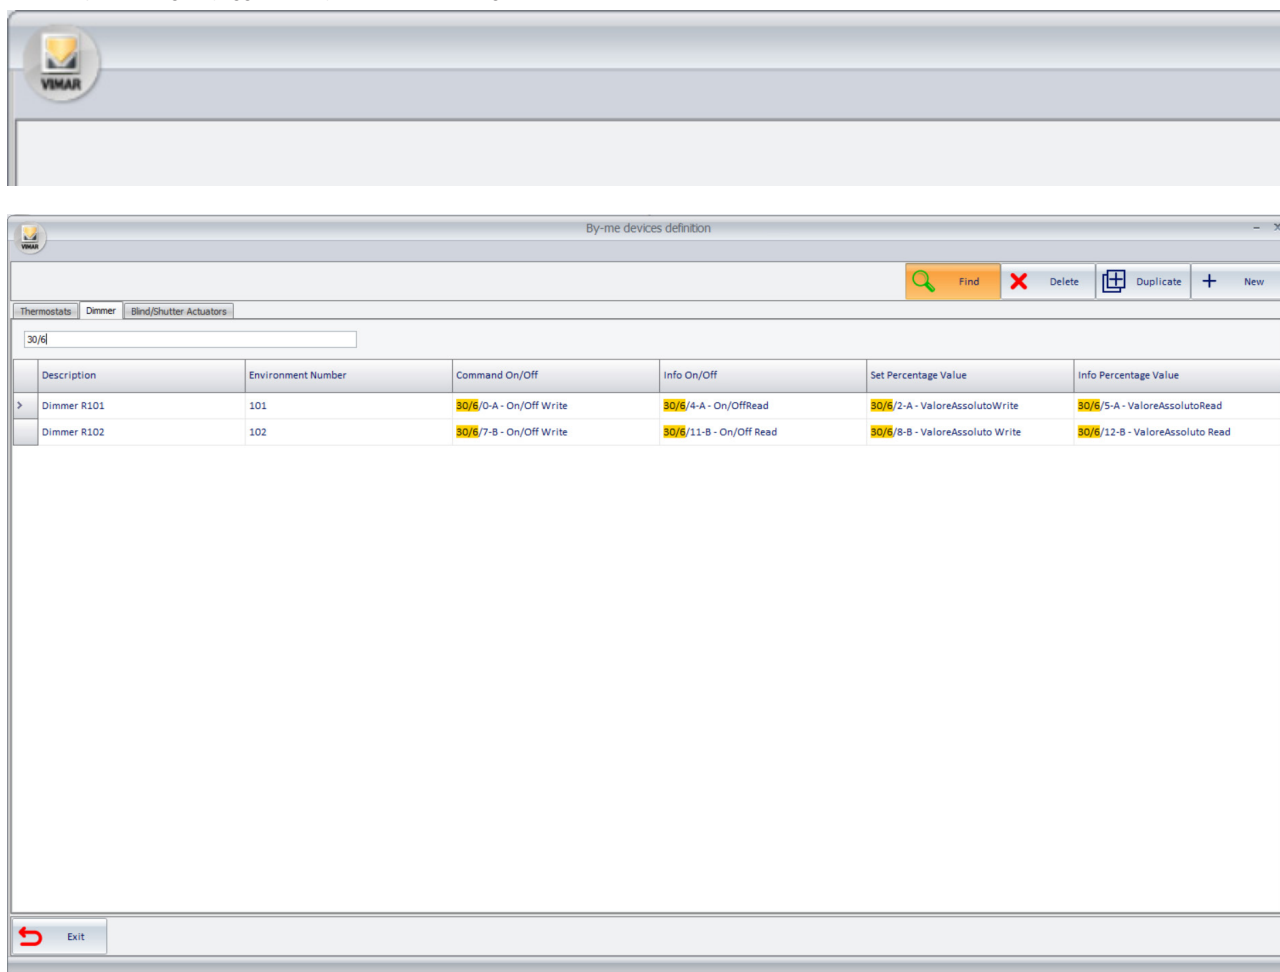 VIMAR
By-me devices definition
VIMAR
Find Delete Duplicate New
Thermostats Dimmer Blind/Shutter Actuators
30/6
Description Environment Number Command On/Off Info On/Off Set Percentage Value Info Percentage Value
Dimmer R101 101 30/6/0-A - On/Off Write 30/6/4-A - On/OffRead 30/6/2-A - ValoreAssolutoWrite 30/6/5-A - ValoreAssolutoRead
Dimmer R102 102 30/6/7-B - On/Off Write 30/6/11-B - On/Off Read 30/6/8-B - ValoreAssoluto Write 30/6/12-B - ValoreAssoluto Read
Exit